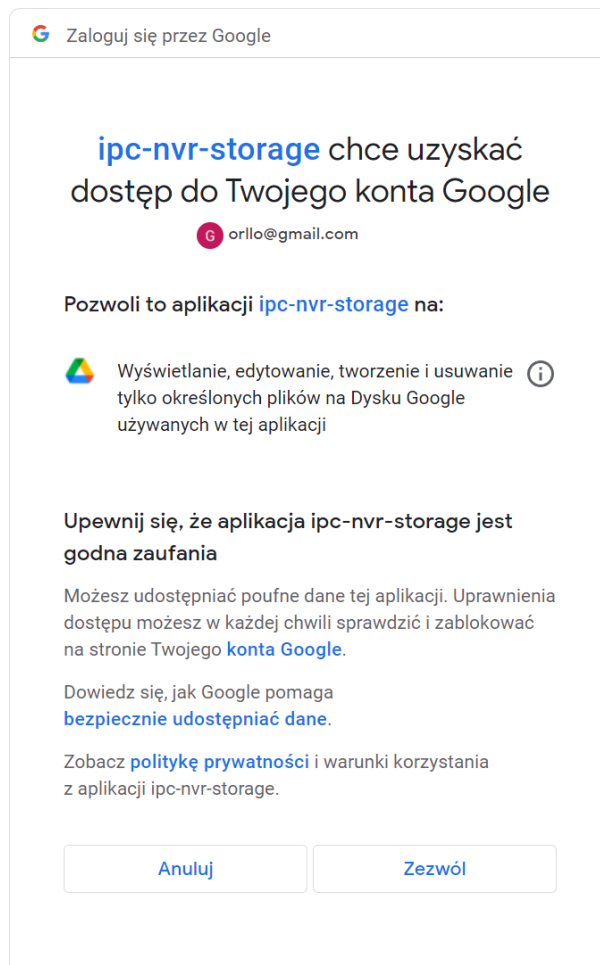 Zaloguj się przez Google
ipc-nvr-storage chce uzyskać
dostęp do Twojego konta Google
G orllo@gmail.com
Pozwoli to aplikacji ipc-nvr-storage na:
Wyświetlanie, edytowanie, tworzenie i usuwanie
tylko określonych plików na Dysku Google
używanych w tej aplikacji
Upewnij się, że aplikacja ipc-nvr-storage jest
godna zaufania
Możesz udostępniać poufne dane tej aplikacji. Uprawnienia
dostępu możesz w każdej chwili sprawdzić i zablokować
na stronie Twojego konta Google.
Dowiedz się, jak Google pomaga
bezpiecznie udostępniać dane.
Zobacz politykę prywatności i warunki korzystania
z aplikacji ipc-nvr-storage.
Anuluj
Zezwól